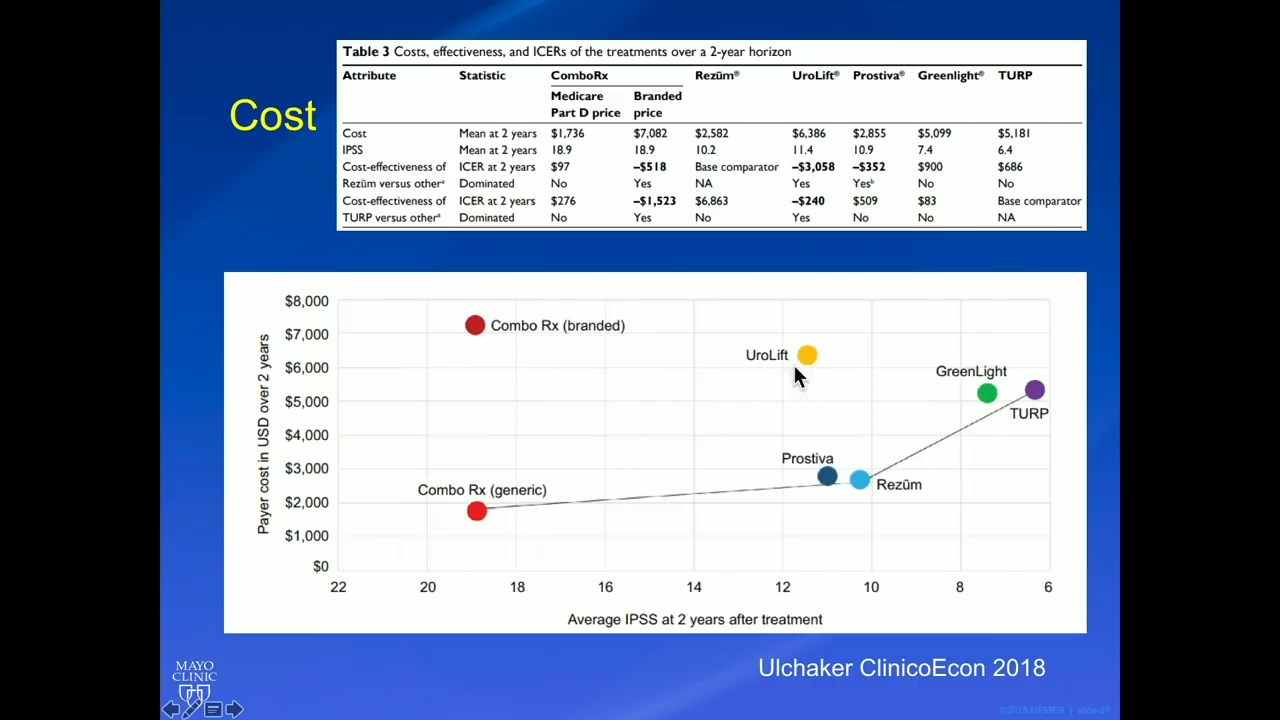 Cost
Table 3 Costs, effectiveness, and ICERs of the treatments over a 2-year horizon
Attribute Statistic ComboRx Rezūm® UroLift® Prostiva® Greenlight® TURP
Medicare Branded
Part D price price
Cost Mean at 2 years $1,736 $7,082 $2,582 $6,386 $2,855 $5,099 $5,181
IPSS Mean at 2 years 18.9 18.9 10.2 11.4 10.9 7.4 6.4
Cost-effectiveness of ICER at 2 years $97 –$518 Base comparator –$3,058 –$352 $900 $686
Rezūm versus otherᵃ Dominated No Yes NA Yes Yesᵇ No No
Cost-effectiveness of ICER at 2 years $276 –$1,523 $6,863 –$240 $509 $83 Base comparator
TURP versus otherᵃ Dominated No Yes No Yes No No NA
Payer cost in USD over 2 years
$8,000
$7,000
$6,000
$5,000
$4,000
$3,000
$2,000
$1,000
$0
Combo Rx (branded)
UroLift
GreenLight
TURP
Prostiva
Rezūm
Combo Rx (generic)
22 20 18 16 14 12 10 8 6
Average IPSS at 2 years after treatment
Ulchaker ClinicoEcon 2018
MAYO
CLINIC
©2018 MFMER | slide-27